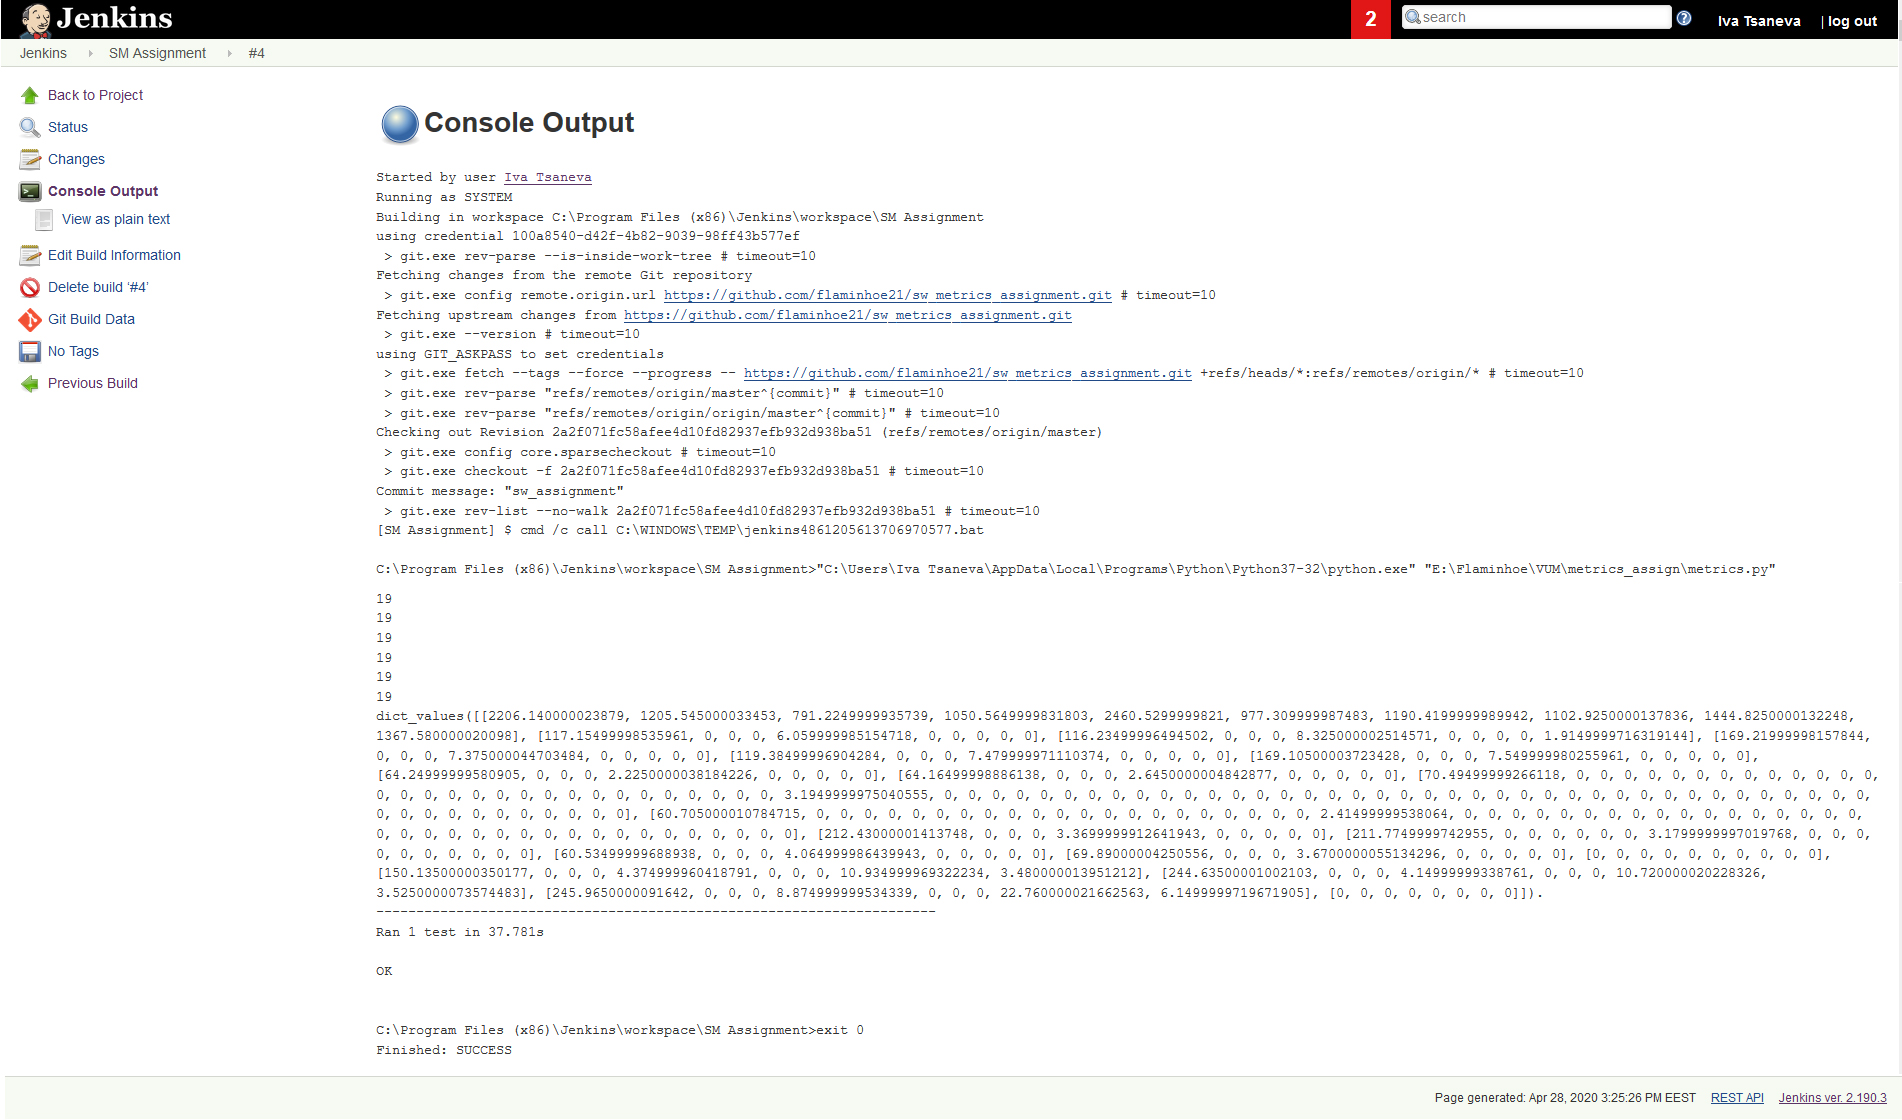 Jenkins
2
search
Iva Tsaneva
| log out
Jenkins
SM Assignment
#4
Back to Project
Status
Changes
Console Output
View as plain text
Edit Build Information
Delete build ‘#4’
Git Build Data
No Tags
Previous Build
Console Output
Started by user Iva Tsaneva
Running as SYSTEM
Building in workspace C:\Program Files (x86)\Jenkins\workspace\SM Assignment
using credential 100a8540-d42f-4b82-9039-98ff43b577ef
> git.exe rev-parse --is-inside-work-tree # timeout=10
Fetching changes from the remote Git repository
> git.exe config remote.origin.url https://github.com/flaminhoe21/sw_metrics_assignment.git # timeout=10
Fetching upstream changes from https://github.com/flaminhoe21/sw_metrics_assignment.git
> git.exe --version # timeout=10
using GIT_ASKPASS to set credentials
> git.exe fetch --tags --force --progress -- https://github.com/flaminhoe21/sw_metrics_assignment.git +refs/heads/*:refs/remotes/origin/* # timeout=10
> git.exe rev-parse "refs/remotes/origin/master^{commit}" # timeout=10
> git.exe rev-parse "refs/remotes/origin/origin/master^{commit}" # timeout=10
Checking out Revision 2a2f071fc58afee4d10fd82937efb932d938ba51 (refs/remotes/origin/master)
> git.exe config core.sparsecheckout # timeout=10
> git.exe checkout -f 2a2f071fc58afee4d10fd82937efb932d938ba51 # timeout=10
Commit message: "sw_assignment"
> git.exe rev-list --no-walk 2a2f071fc58afee4d10fd82937efb932d938ba51 # timeout=10
[SM Assignment] $ cmd /c call C:\WINDOWS\TEMP\jenkins4861205613706970577.bat
C:\Program Files (x86)\Jenkins\workspace\SM Assignment>"C:\Users\Iva Tsaneva\AppData\Local\Programs\Python\Python37-32\python.exe" "E:\Flaminhoe\VUM\metrics_assign\metrics.py"
19
19
19
19
19
19
dict_values([[2206.140000023879, 1205.545000033453, 791.2249999935739, 1050.5649999831803, 2460.5299999821, 977.309999987483, 1190.4199999989942, 1102.9250000137836, 1444.8250000132248,
1367.580000020098], [117.15499998535961, 0, 0, 0, 6.059999985154718, 0, 0, 0, 0, 0], [116.23499996494502, 0, 0, 0, 8.325000002514571, 0, 0, 0, 0, 1.9149999716319144], [169.21999998157844,
0, 0, 0, 7.375000044703484, 0, 0, 0, 0, 0], [119.38499996904284, 0, 0, 0, 7.479999971110374, 0, 0, 0, 0, 0], [169.10500003723428, 0, 0, 0, 7.549999980255961, 0, 0, 0, 0, 0],
[64.24999999580905, 0, 0, 0, 2.2250000038184226, 0, 0, 0, 0, 0], [64.16499998886138, 0, 0, 0, 2.6450000004842877, 0, 0, 0, 0, 0], [70.49499999266118, 0, 0, 0, 0, 0, 0, 0, 0, 0, 0, 0, 0, 0,
0, 0, 0, 0, 0, 0, 0, 0, 0, 0, 0, 0, 0, 0, 0, 0, 3.1949999975040555, 0, 0, 0, 0, 0, 0, 0, 0, 0, 0, 0, 0, 0, 0, 0, 0, 0, 0, 0, 0, 0, 0, 0, 0, 0, 0, 0, 0, 0, 0, 0, 0, 0, 0, 0, 0, 0, 0, 0,
0, 0, 0, 0, 0, 0, 0, 0, 0, 0, 0], [60.705000010784715, 0, 0, 0, 0, 0, 0, 0, 0, 0, 0, 0, 0, 0, 0, 0, 0, 0, 0, 0, 0, 0, 2.41499999538064, 0, 0, 0, 0, 0, 0, 0, 0, 0, 0, 0, 0, 0, 0, 0, 0, 0,
0, 0, 0, 0, 0, 0, 0, 0, 0, 0, 0, 0, 0, 0, 0, 0, 0, 0], [212.43000001413748, 0, 0, 0, 3.3699999912641943, 0, 0, 0, 0, 0], [211.7749999742955, 0, 0, 0, 0, 0, 0, 3.1799999997019768, 0, 0, 0,
0, 0, 0, 0, 0, 0, 0], [60.53499999688938, 0, 0, 0, 4.064999986439943, 0, 0, 0, 0, 0], [69.89000004250556, 0, 0, 0, 3.6700000055134296, 0, 0, 0, 0, 0], [0, 0, 0, 0, 0, 0, 0, 0, 0, 0],
[150.13500000350177, 0, 0, 0, 4.374999960418791, 0, 0, 0, 10.934999969322234, 3.480000013951212], [244.63500001002103, 0, 0, 0, 4.14999999338761, 0, 0, 0, 10.720000020228326,
3.5250000073574483], [245.9650000091642, 0, 0, 0, 8.874999999534339, 0, 0, 0, 22.760000021662563, 6.1499999719671905], [0, 0, 0, 0, 0, 0, 0, 0]]).
----------------------------------------------------------------------
Ran 1 test in 37.781s
OK
C:\Program Files (x86)\Jenkins\workspace\SM Assignment>exit 0
Finished: SUCCESS
Page generated: Apr 28, 2020 3:25:26 PM EEST
REST API
Jenkins ver. 2.190.3